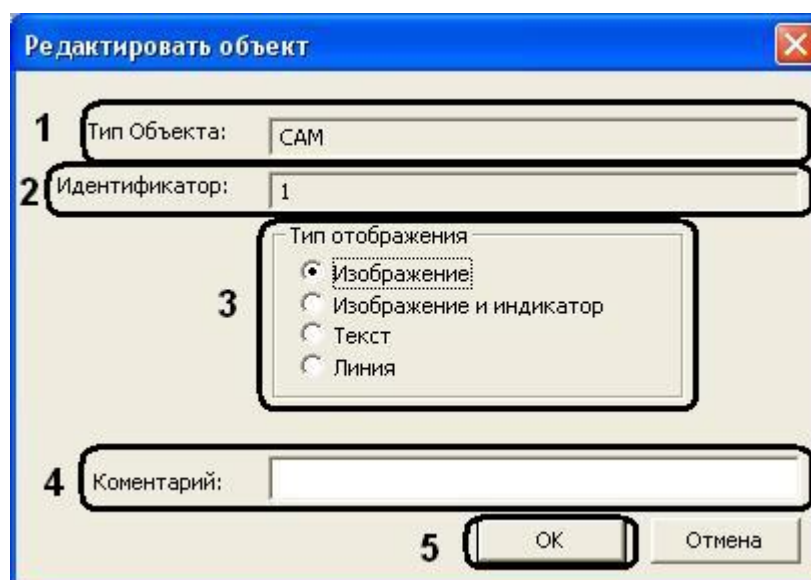 Редактировать объект
1 Тип Объекта: CAM
2 Идентификатор: 1
Тип отображения
Изображение
3 Изображение и индикатор
Текст
Линия
4 Коментарий:
5 OK Отмена